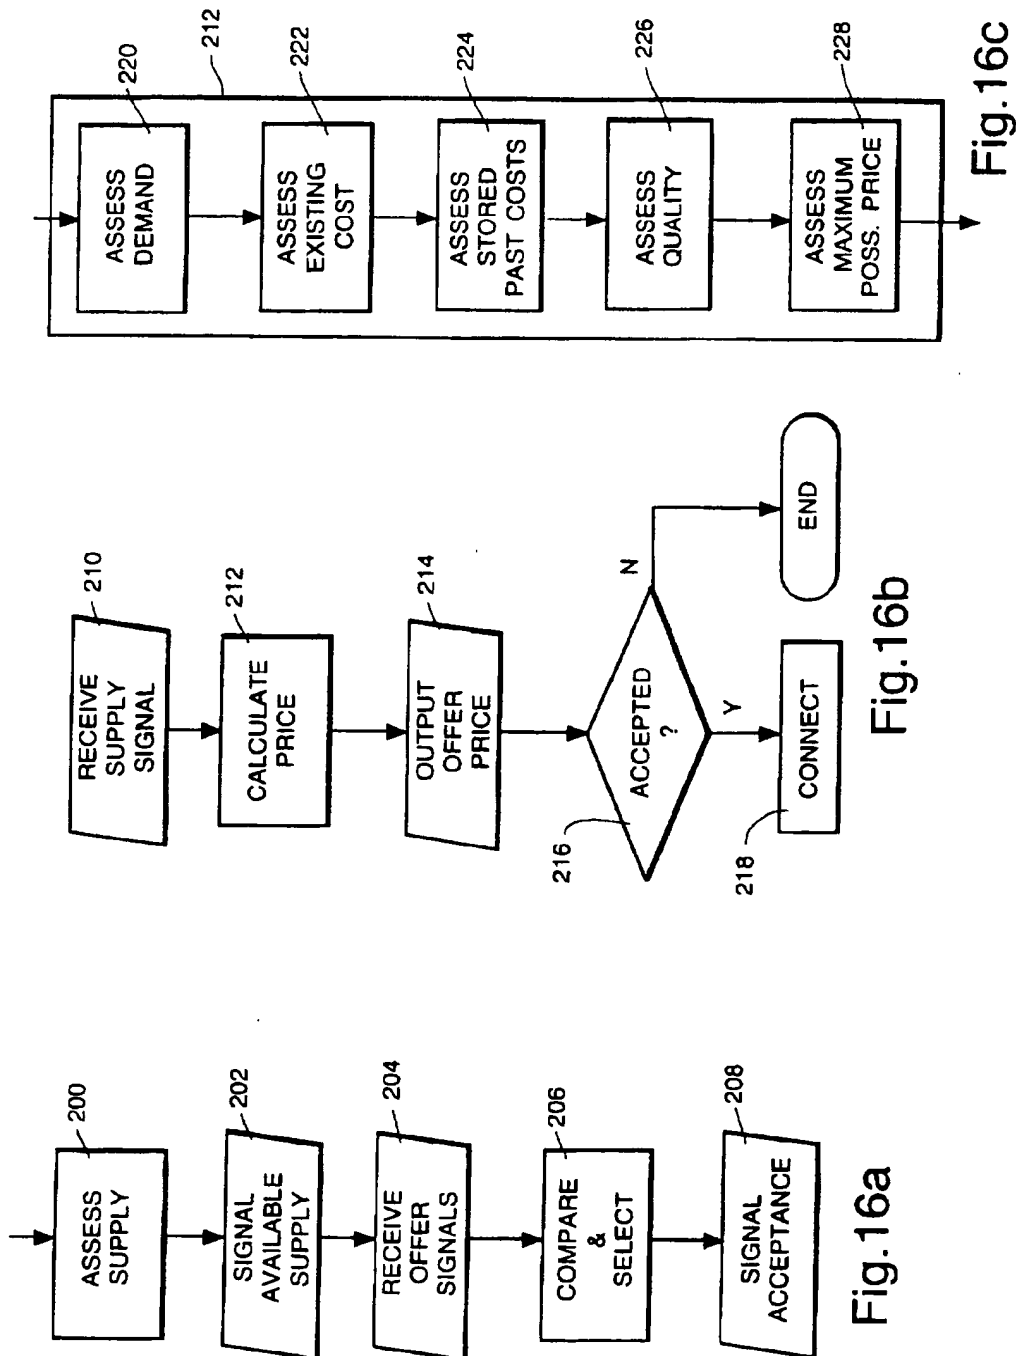 200
ASSESS
SUPPLY
202
SIGNAL
AVAILABLE
SUPPLY
204
RECEIVE
OFFER
SIGNALS
206
COMPARE
&
SELECT
208
SIGNAL
ACCEPTANCE
Fig.16a
210
RECEIVE
SUPPLY
SIGNAL
212
CALCULATE
PRICE
214
OUTPUT
OFFER
PRICE
216
ACCEPTED
?
N
Y
218
CONNECT
END
Fig.16b
212
220
ASSESS
DEMAND
222
ASSESS
EXISTING
COST
224
ASSESS
STORED
PAST COSTS
226
ASSESS
QUALITY
228
ASSESS
MAXIMUM
POSS. PRICE
Fig.16c